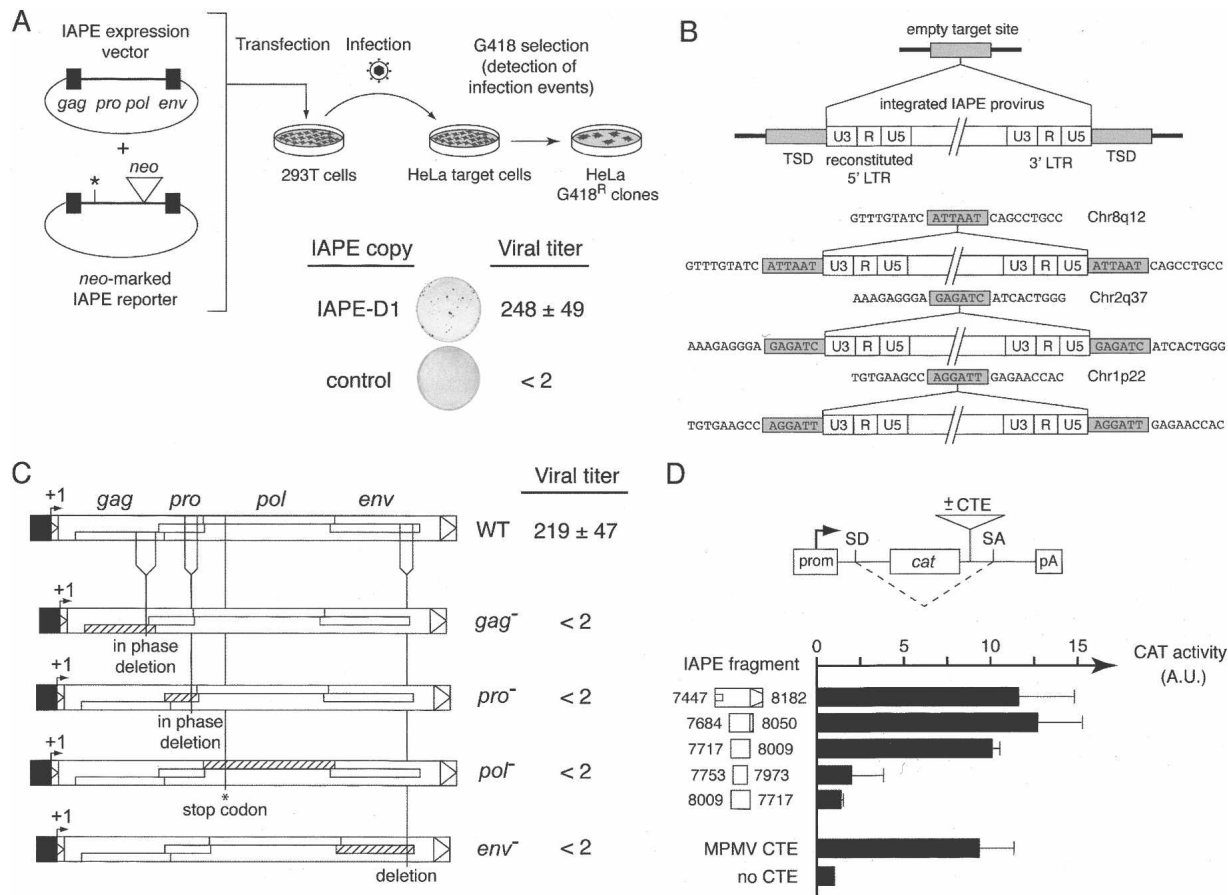 A
IAPE expression
vector
gag pro pol env
+
*
neo
neo-marked
IAPE reporter
Transfection
Infection
G418 selection
(detection of
infection events)
293T cells
HeLa target cells
HeLa
G418R clones
IAPE copy
Viral titer
IAPE-D1
248 ± 49
control
< 2
B
empty target site
integrated IAPE provirus
U3 R U5
U3 R U5
TSD
reconstituted
5' LTR
3' LTR
TSD
GTTTGTATC ATTAAT CAGCCTGCC Chr8q12
GTTTGTATC ATTAAT U3 R U5 U3 R U5 ATTAAT CAGCCTGCC
AAAGAGGGA GAGATC ATCACTGGG Chr2q37
AAAGAGGGA GAGATC U3 R U5 U3 R U5 GAGATC ATCACTGGG
TGTGAAGCC AGGATT GAGAACCAC Chr1p22
TGTGAAGCC AGGATT U3 R U5 U3 R U5 AGGATT GAGAACCAC
C
Viral titer
+1 gag pro pol env
WT 219 ± 47
+1
gag- < 2
in phase
deletion
+1
pro- < 2
in phase
deletion
+1
pol- < 2
*
stop codon
+1
env- < 2
deletion
D
± CTE
SD
SA
prom
cat
pA
0 5 10 15
CAT activity
(A.U.)
IAPE fragment
7447 8182
7684 8050
7717 8009
7753 7973
8009 7717
MPMV CTE
no CTE